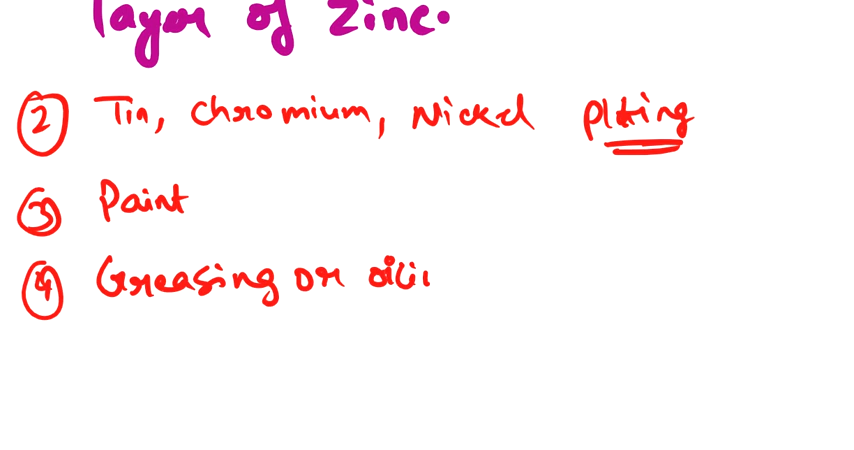 layer of zinc.
② Tin, chromium, Nickel plating
③ Paint
④ Greasing or